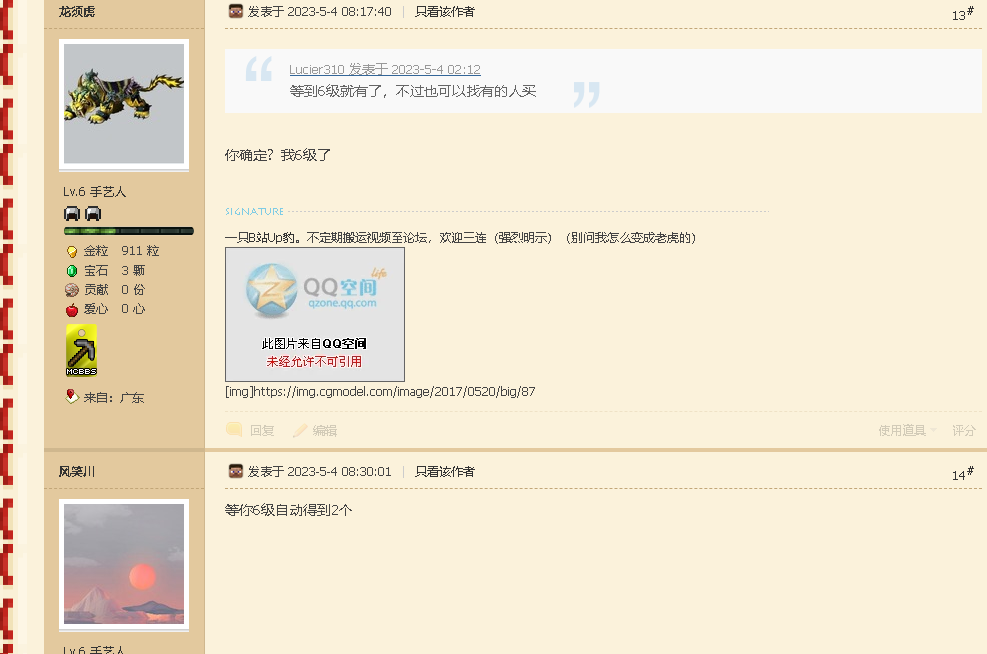 龙须虎
发表于 2023-5-4 08:17:40 | 只看该作者
13#
Lucier310 发表于 2023-5-4 02:12
等到6级就有了，不过也可以找有的人买
你确定？我6级了
Lv.6 手艺人
金粒 911 粒
宝石 3 颗
贡献 0 份
爱心 0 心
MCBBS
来自：广东
SIGNATURE
一只B站Up豹。不定期搬运视频至论坛，欢迎三连（强烈明示）（别问我怎么变成老虎的）
QQ空间 life
qzone.qq.com
此图片来自QQ空间
未经允许不可引用
[img]https://img.cgmodel.com/image/2017/0520/big/87
回复 编辑
使用道具 评分
风笑川
发表于 2023-5-4 08:30:01 | 只看该作者
14#
等你6级自动得到2个
Lv.6 手艺人